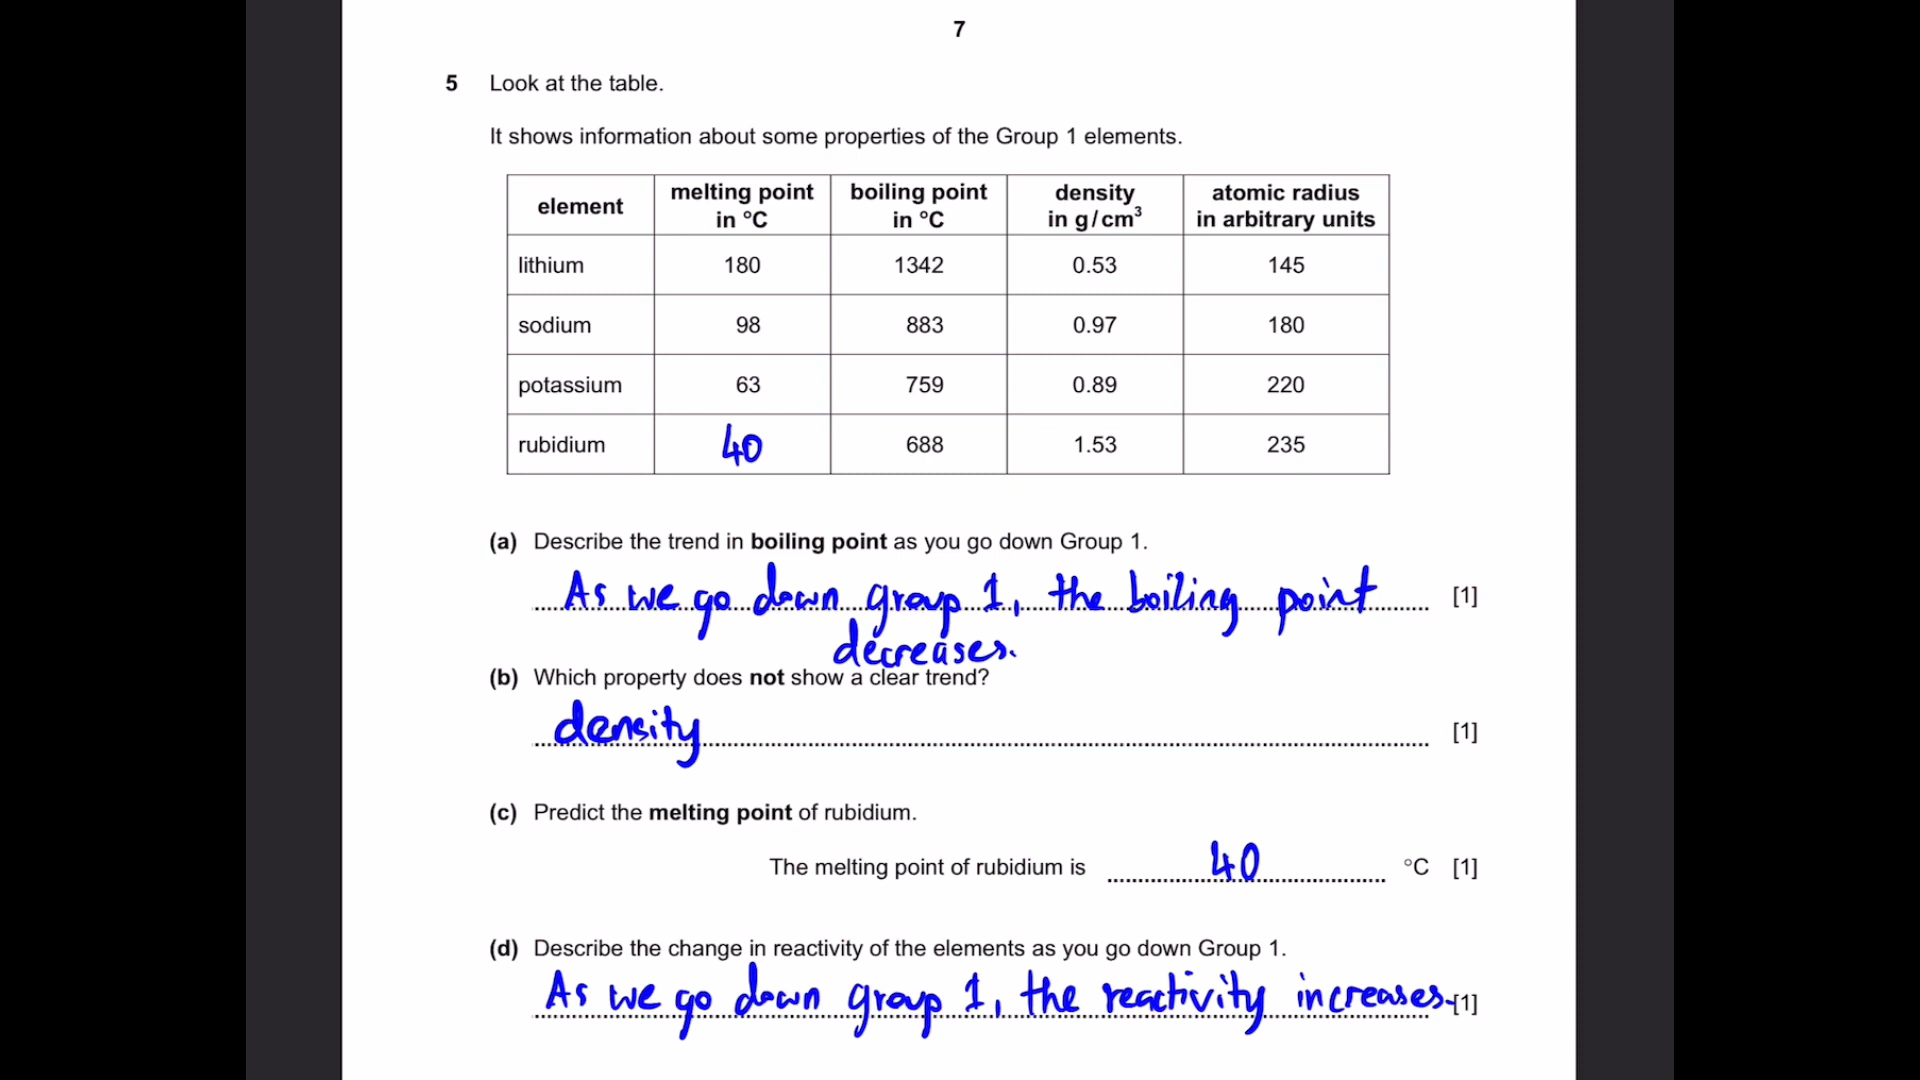 7
5 Look at the table.
It shows information about some properties of the Group 1 elements.
element melting point in °C boiling point in °C density in g/cm³ atomic radius in arbitrary units
lithium 180 1342 0.53 145
sodium 98 883 0.97 180
potassium 63 759 0.89 220
rubidium 40 688 1.53 235
(a) Describe the trend in boiling point as you go down Group 1.
As we go down group 1, the boiling point [1]
decreases.
(b) Which property does not show a clear trend?
density [1]
(c) Predict the melting point of rubidium.
The melting point of rubidium is 40 °C [1]
(d) Describe the change in reactivity of the elements as you go down Group 1.
As we go down group 1, the reactivity increases. [1]